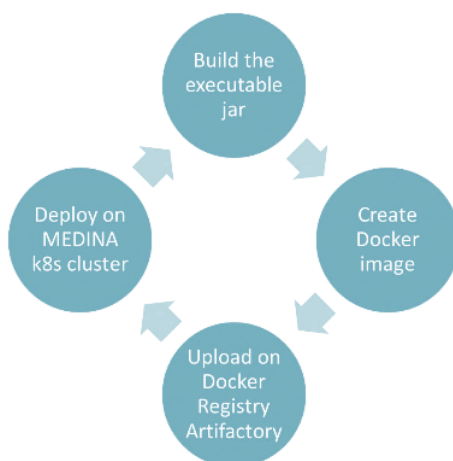 Build the
executable
jar
Create
Docker
image
Upload on
Docker
Registry
Artifactory
Deploy on
MEDINA
k8s cluster